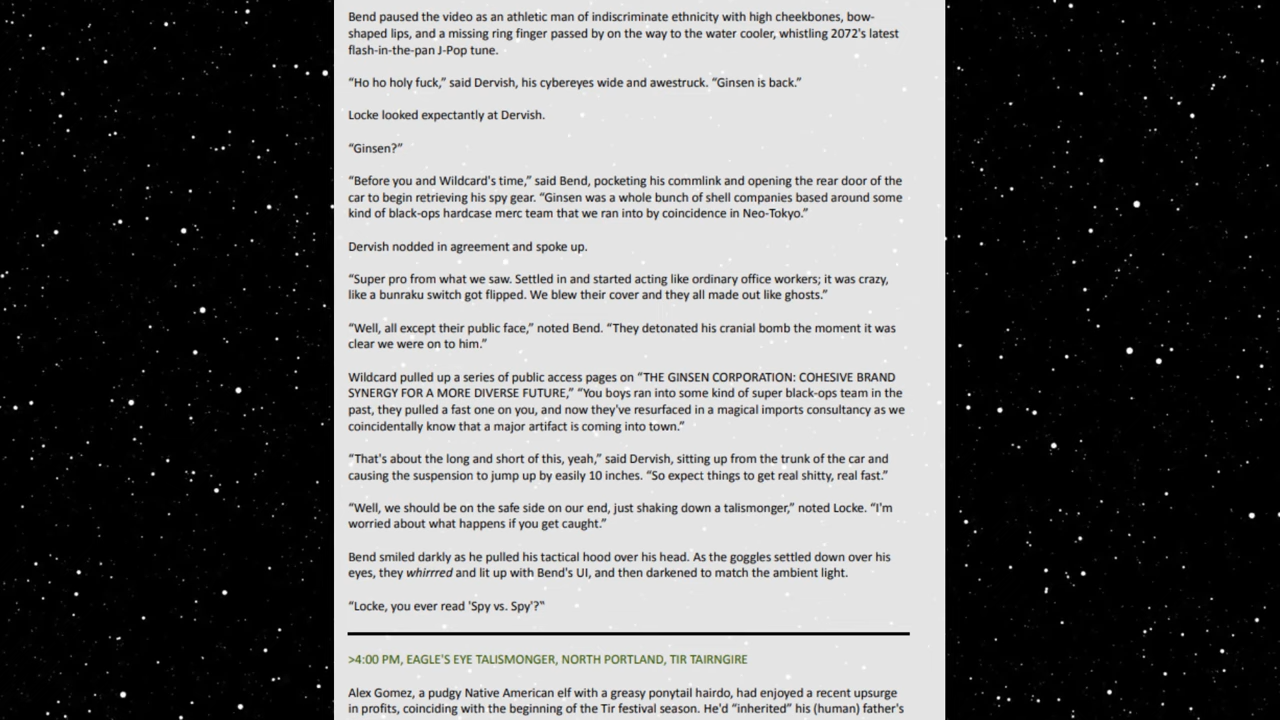 Bend paused the video as an athletic man of indiscriminate ethnicity with high cheekbones, bow-
shaped lips, and a missing ring finger passed by on the way to the water cooler, whistling 2072's latest
flash-in-the-pan J-Pop tune.
“Ho ho holy fuck,” said Dervish, his cybereyes wide and awestruck. “Ginsen is back.”
Locke looked expectantly at Dervish.
“Ginsen?”
“Before you and Wildcard's time,” said Bend, pocketing his commlink and opening the rear door of the
car to begin retrieving his spy gear. “Ginsen was a whole bunch of shell companies based around some
kind of black-ops hardcase merc team that we ran into by coincidence in Neo-Tokyo.”
Dervish nodded in agreement and spoke up.
“Super pro from what we saw. Settled in and started acting like ordinary office workers; it was crazy,
like a bunraku switch got flipped. We blew their cover and they all made out like ghosts.”
“Well, all except their public face,” noted Bend. “They detonated his cranial bomb the moment it was
clear we were on to him.”
Wildcard pulled up a series of public access pages on “THE GINSEN CORPORATION: COHESIVE BRAND
SYNERGY FOR A MORE DIVERSE FUTURE,” “You boys ran into some kind of super black-ops team in the
past, they pulled a fast one on you, and now they've resurfaced in a magical imports consultancy as we
coincidentally know that a major artifact is coming into town.”
“That's about the long and short of this, yeah,” said Dervish, sitting up from the trunk of the car and
causing the suspension to jump up by easily 10 inches. “So expect things to get real shitty, real fast.”
“Well, we should be on the safe side on our end, just shaking down a talismonger,” noted Locke. “I'm
worried about what happens if you get caught.”
Bend smiled darkly as he pulled his tactical hood over his head. As the goggles settled down over his
eyes, they whirrred and lit up with Bend's UI, and then darkened to match the ambient light.
“Locke, you ever read 'Spy vs. Spy'?“
>4:00 PM, EAGLE'S EYE TALISMONGER, NORTH PORTLAND, TIR TAIRNGIRE
Alex Gomez, a pudgy Native American elf with a greasy ponytail hairdo, had enjoyed a recent upsurge
in profits, coinciding with the beginning of the Tir festival season. He'd “inherited” his (human) father's